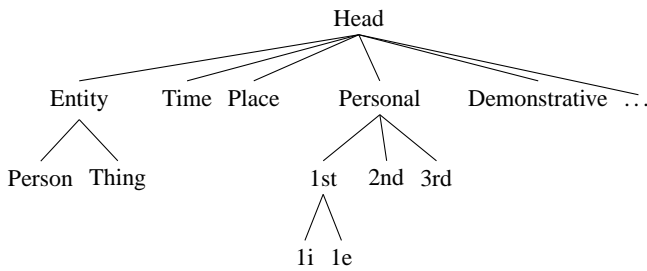 Head
Entity Time Place Personal Demonstrative ...
Person Thing 1st 2nd 3rd
1i 1e